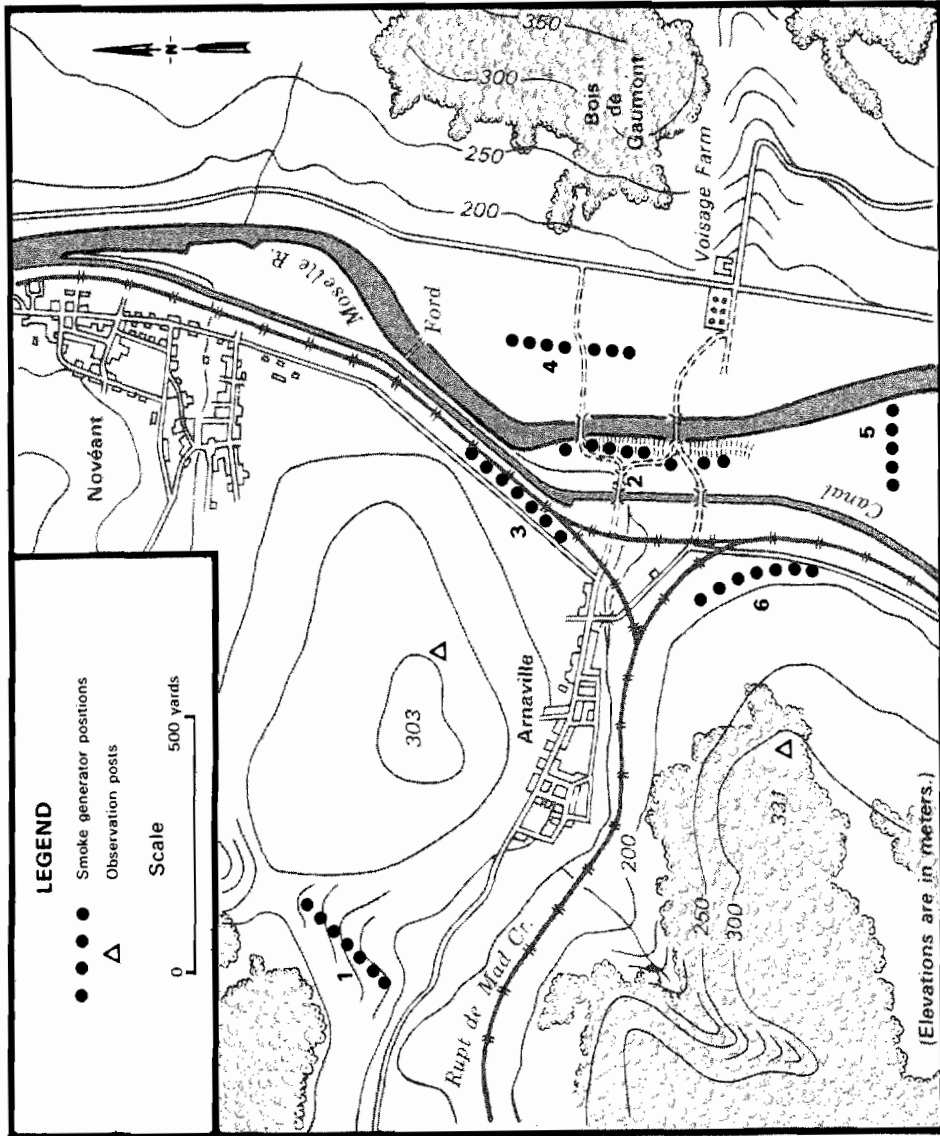 LEGEND
Smoke generator positions
Observation posts
Scale
0 500 yards
-N-
Novéant
Moselle R.
Ford
Bois
de
Gaumont
350
300
250
200
Voisage Farm
303
Arnaville
Rupt de Mad Cr.
Canal
200
250
300
331
1
2
3
4
5
6
(Elevations are in meters.)